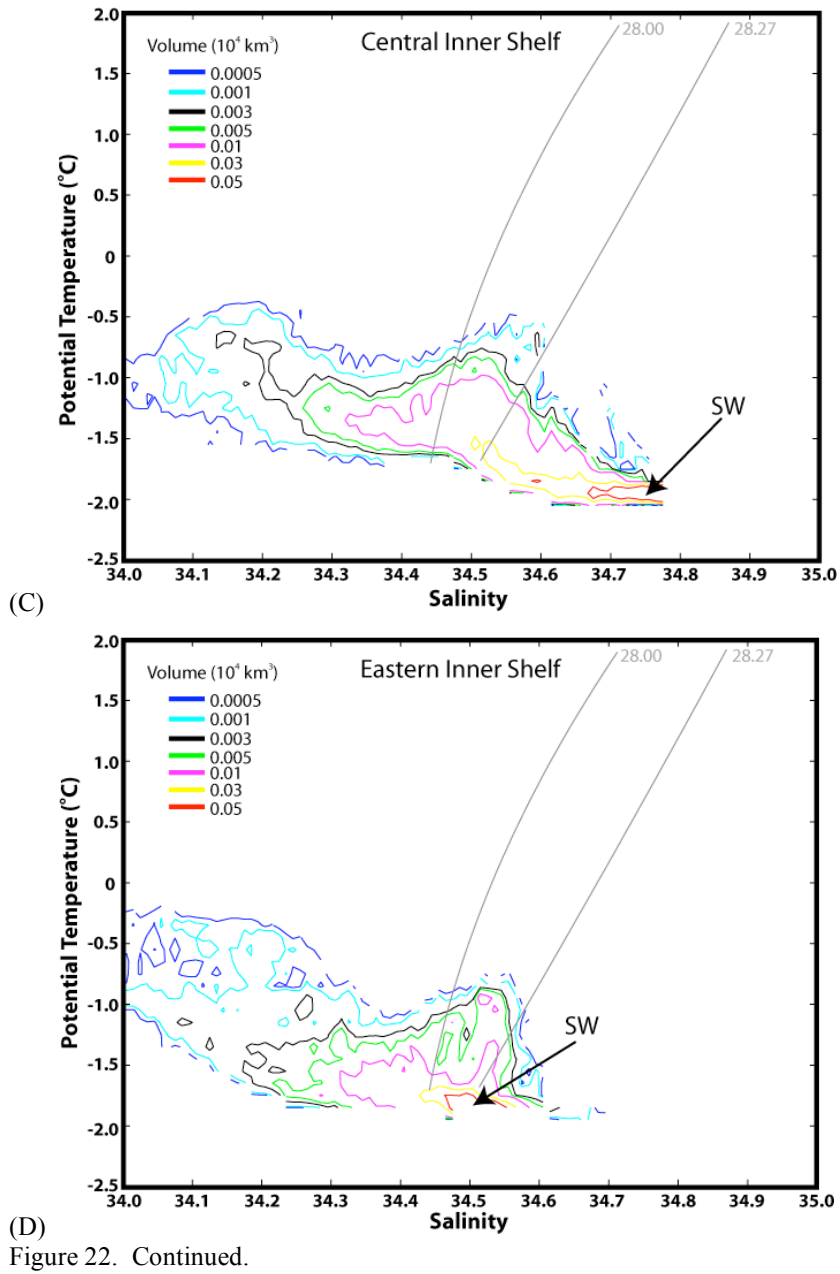 2.0
1.5
1.0
0.5
0
-0.5
-1.0
-1.5
-2.0
-2.5
Potential Temperature (˚C)
Volume (10⁴ km³)
0.0005
0.001
0.003
0.005
0.01
0.03
0.05
Central Inner Shelf
28.00
28.27
SW
34.0 34.1 34.2 34.3 34.4 34.5 34.6 34.7 34.8 34.9 35.0
Salinity
(C)
2.0
1.5
1.0
0.5
0
-0.5
-1.0
-1.5
-2.0
-2.5
Potential Temperature (˚C)
Volume (10⁴ km³)
0.0005
0.001
0.003
0.005
0.01
0.03
0.05
Eastern Inner Shelf
28.00
28.27
SW
34.0 34.1 34.2 34.3 34.4 34.5 34.6 34.7 34.8 34.9 35.0
Salinity
(D)
Figure 22. Continued.